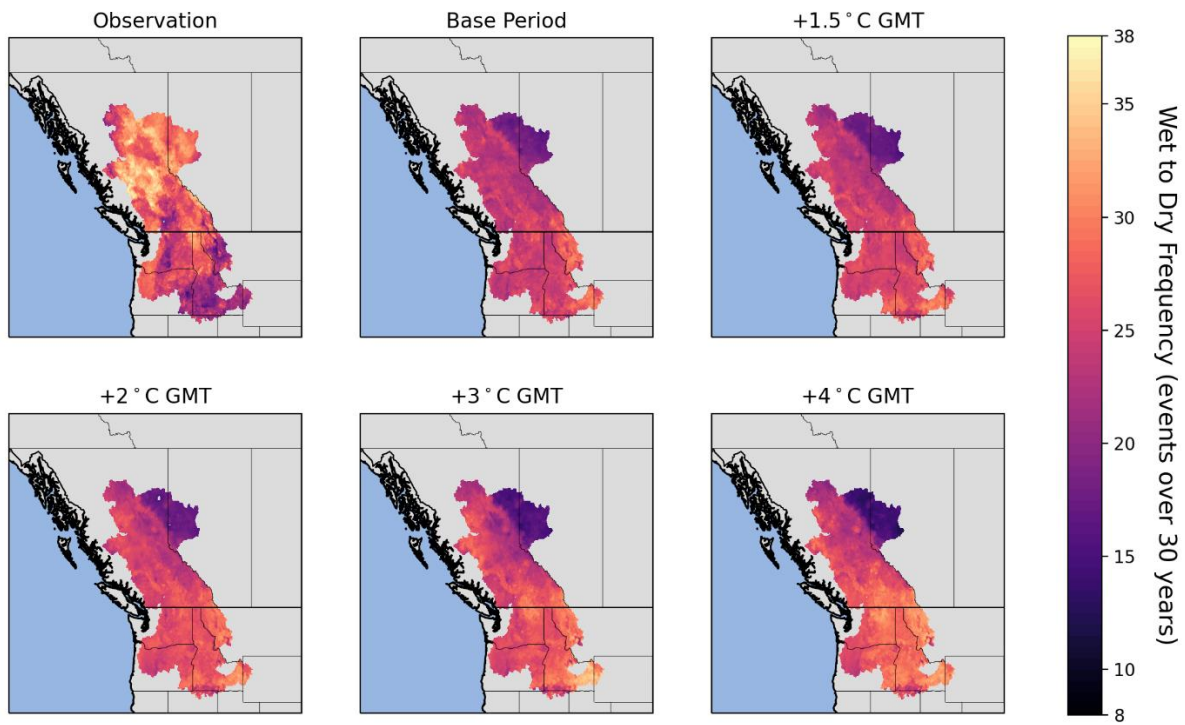 Observation
Base Period
+1.5°C GMT
+2°C GMT
+3°C GMT
+4°C GMT
38
35
30
25
20
15
10
8
Wet to Dry Frequency (events over 30 years)